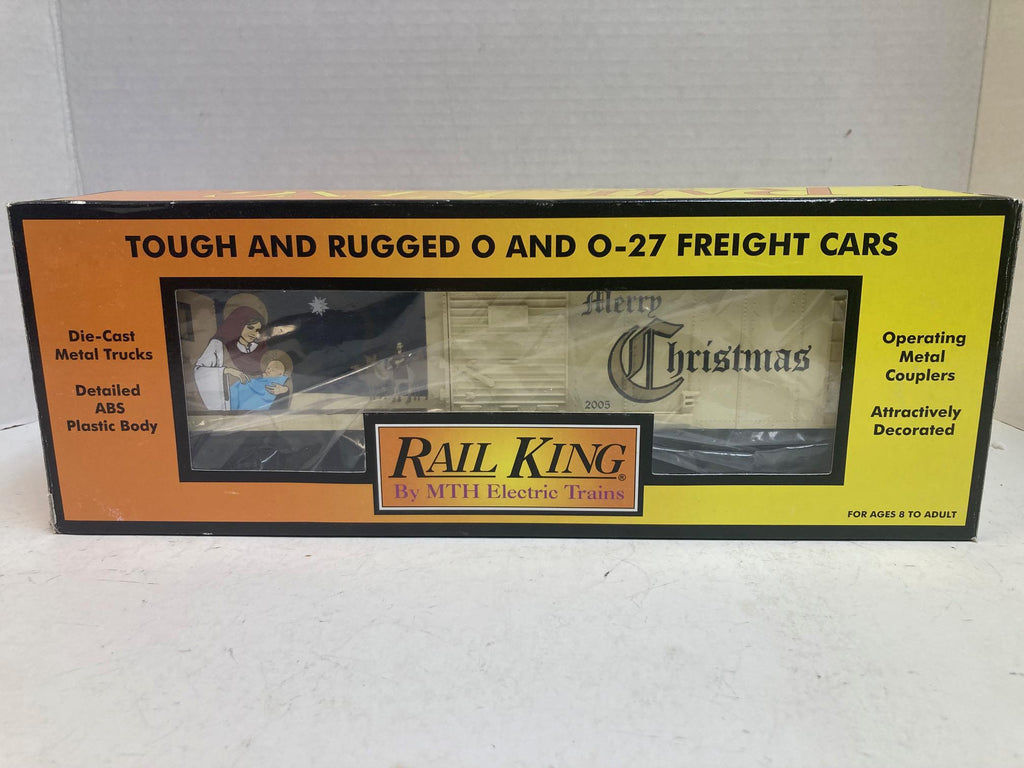 TOUGH AND RUGGED O AND O-27 FREIGHT CARS
Die-Cast
Metal Trucks
Detailed
ABS
Plastic Body
Merry
Christmas
2005
Operating
Metal
Couplers
Attractively
Decorated
RAIL KING®
By MTH Electric Trains
FOR AGES 8 TO ADULT